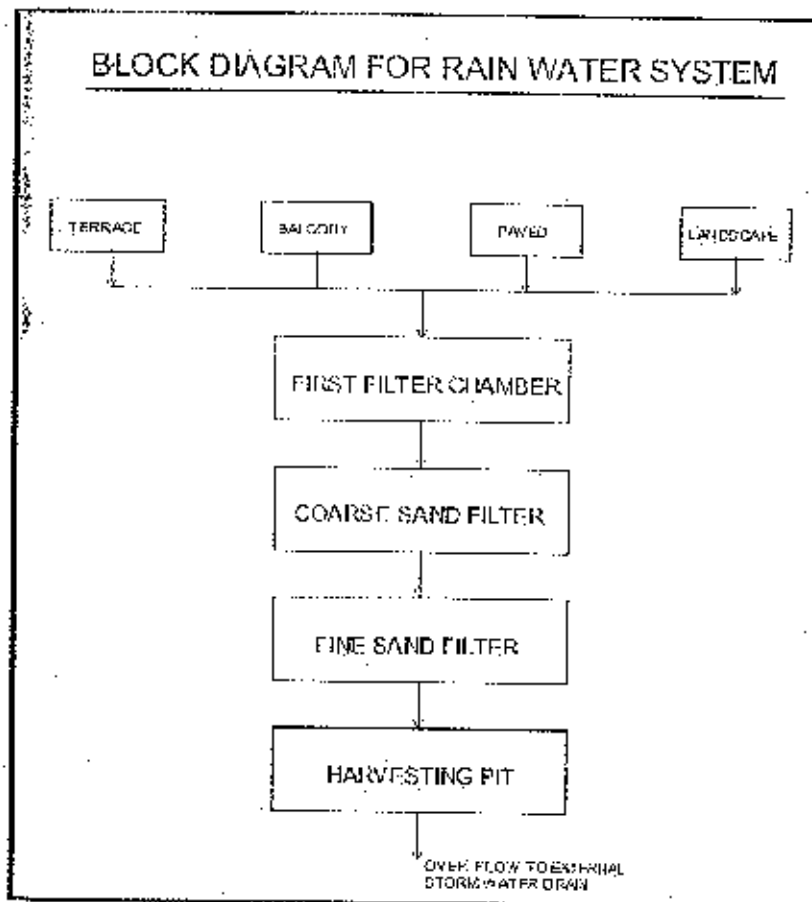 BLOCK DIAGRAM FOR RAIN WATER SYSTEM
TERRACE
BALCONY
PAVED
LANDSCAPE
FIRST FILTER CHAMBER
COARSE SAND FILTER
FINE SAND FILTER
HARVESTING PIT
OVER FLOW TO EXTERNAL
STORM WATER DRAIN